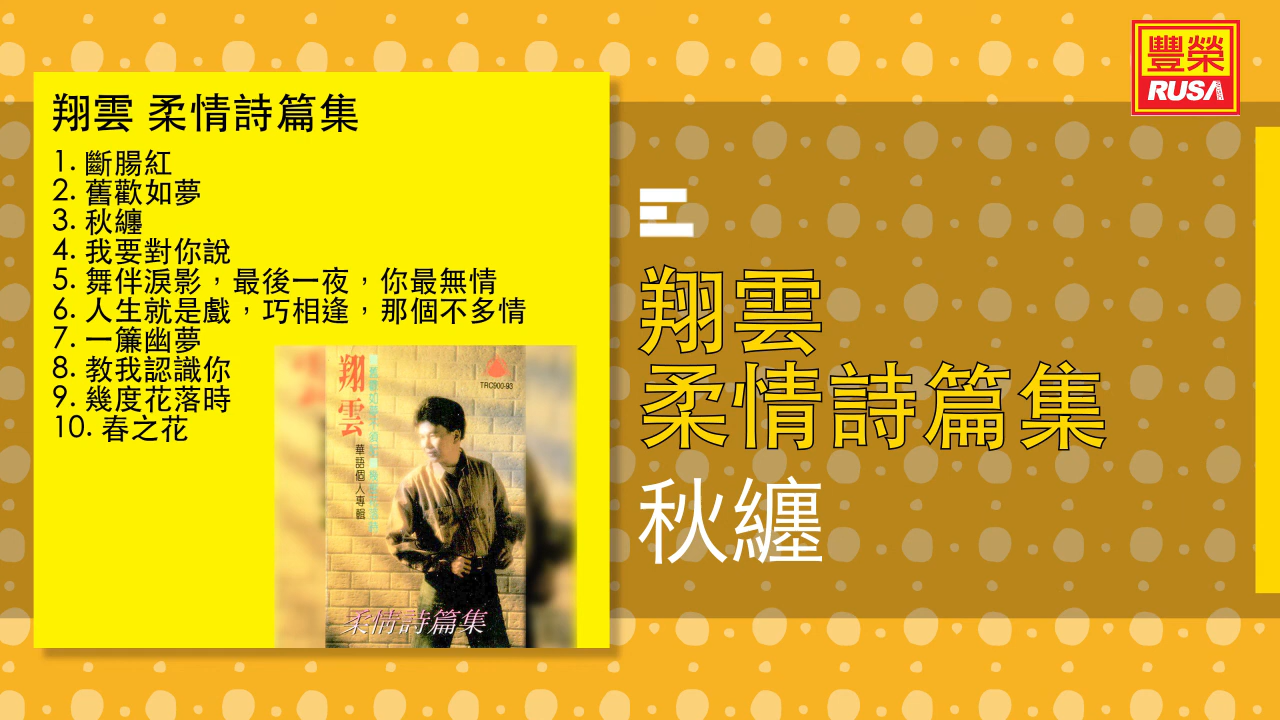 豐榮
RUSA
翔雲 柔情詩篇集
1. 斷腸紅
2. 舊歡如夢
3. 秋纏
4. 我要對你說
5. 舞伴淚影，最後一夜，你最無情
6. 人生就是戲，巧相逢，那個不多情
7. 一簾幽夢
8. 教我認識你
9. 幾度花落時
10. 春之花
翔雲
華語個人專輯
TRC900-93
柔情詩篇集
翔雲
柔情詩篇集
秋纏